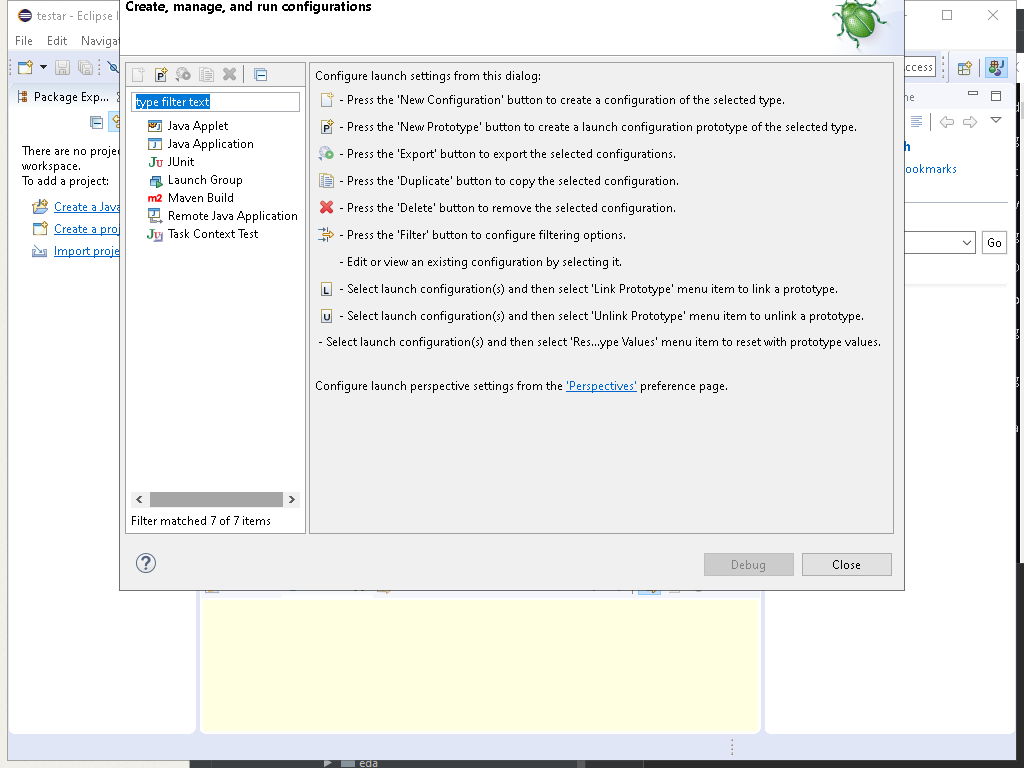 testar - Eclipse
Create, manage, and run configurations
File Edit Naviga
ccess
Package Exp...
type filter text
Java Applet
Java Application
JUnit
Launch Group
Maven Build
Remote Java Application
Task Context Test
Filter matched 7 of 7 items
Configure launch settings from this dialog:
- Press the 'New Configuration' button to create a configuration of the selected type.
- Press the 'New Prototype' button to create a launch configuration prototype of the selected type.
- Press the 'Export' button to export the selected configurations.
- Press the 'Duplicate' button to copy the selected configuration.
- Press the 'Delete' button to remove the selected configuration.
- Press the 'Filter' button to configure filtering options.
- Edit or view an existing configuration by selecting it.
- Select launch configuration(s) and then select 'Link Prototype' menu item to link a prototype.
- Select launch configuration(s) and then select 'Unlink Prototype' menu item to unlink a prototype.
- Select launch configuration(s) and then select 'Res...ype Values' menu item to reset with prototype values.
Configure launch perspective settings from the 'Perspectives' preference page.
There are no proje
workspace.
To add a project:
Create a Java
Create a proj
Import proje
ne
h
ookmarks
Go
Debug
Close
eda